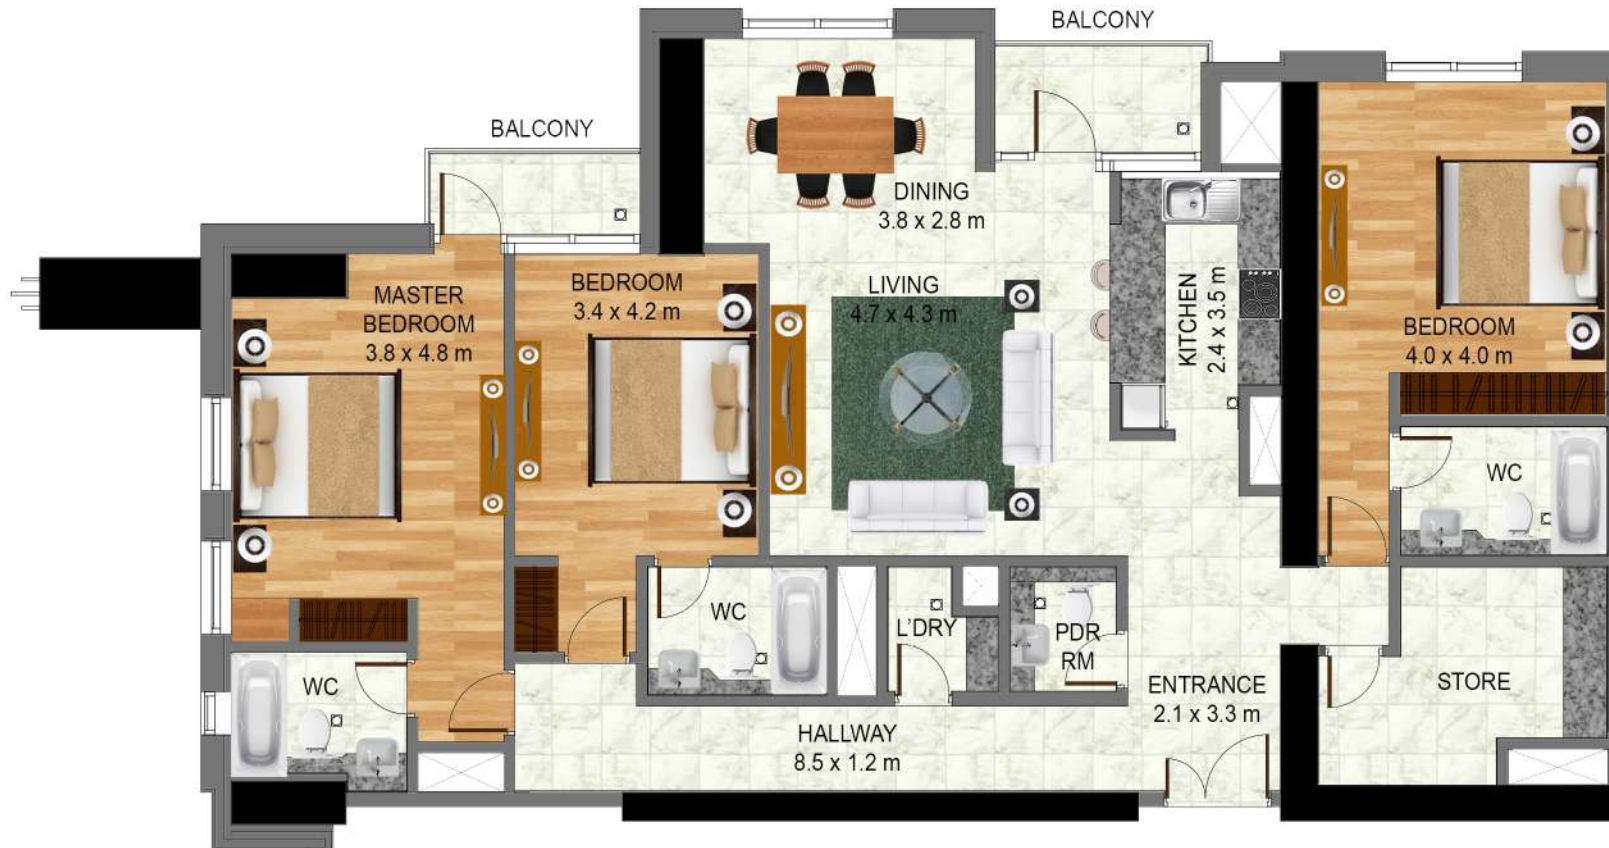 BALCONY
BALCONY
DINING
3.8 x 2.8 m
MASTER
BEDROOM
3.8 x 4.8 m
BEDROOM
3.4 x 4.2 m
LIVING
4.7 x 4.3 m
KITCHEN
2.4 x 3.5 m
BEDROOM
4.0 x 4.0 m
WC
WC
L'DRY
PDR
RM
WC
ENTRANCE
2.1 x 3.3 m
STORE
HALLWAY
8.5 x 1.2 m